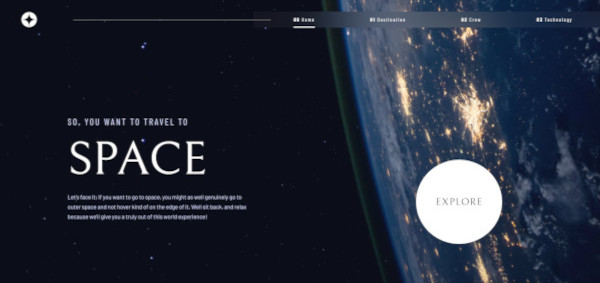 00 Home
01 Destination
02 Crew
03 Technology
SO, YOU WANT TO TRAVEL TO
SPACE
Let's face it; if you want to go to space, you might as well genuinely go to
outer space and not hover kind of on the edge of it. Well sit back, and relax
because we'll give you a truly out of this world experience!
EXPLORE